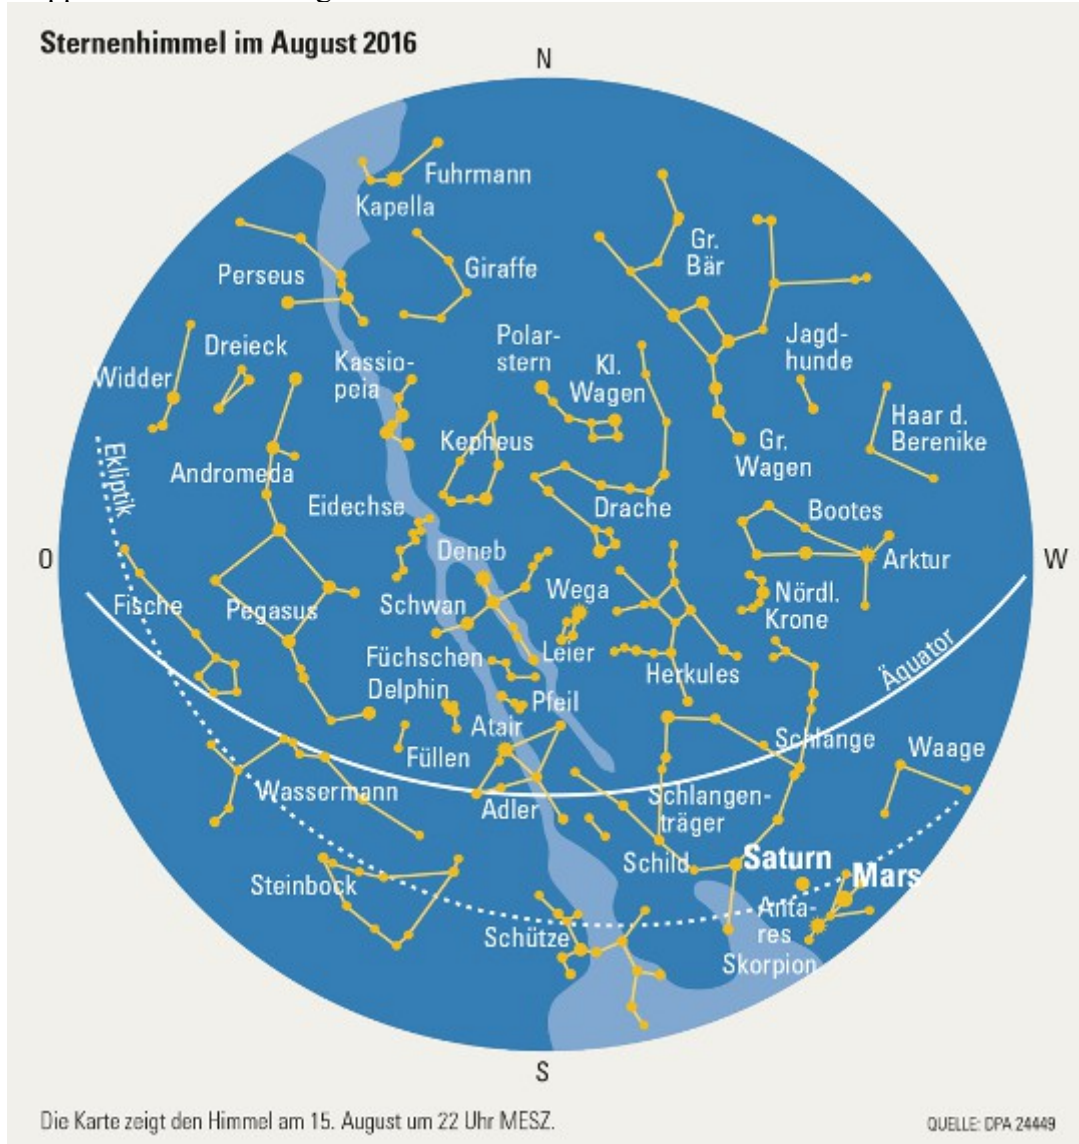 Sternenhimmel im August 2016
N
Fuhrmann
Kapella
Gr.
Bär
Perseus
Giraffe
Dreieck
Widder
Kassio-
peia
Polar-
stern
Kl.
Wagen
Jagd-
hunde
Haar d.
Berenike
Ekliptik
Andromeda
Kepheus
Gr.
Wagen
Eidechse
Drache
Bootes
O
Deneb
Arktur
W
Fische
Pegasus
Schwan
Wega
Nördl.
Krone
Füchschen
Leier
Herkules
Äquator
Delphin
Pfeil
Atair
Füllen
Schlange
Waage
Wassermann
Adler
Schlangen-
träger
Schild
Saturn
Mars
Steinbock
Anta-
res
Schütze
Skorpion
S
Die Karte zeigt den Himmel am 15. August um 22 Uhr MESZ.
QUELLE: DPA 24449